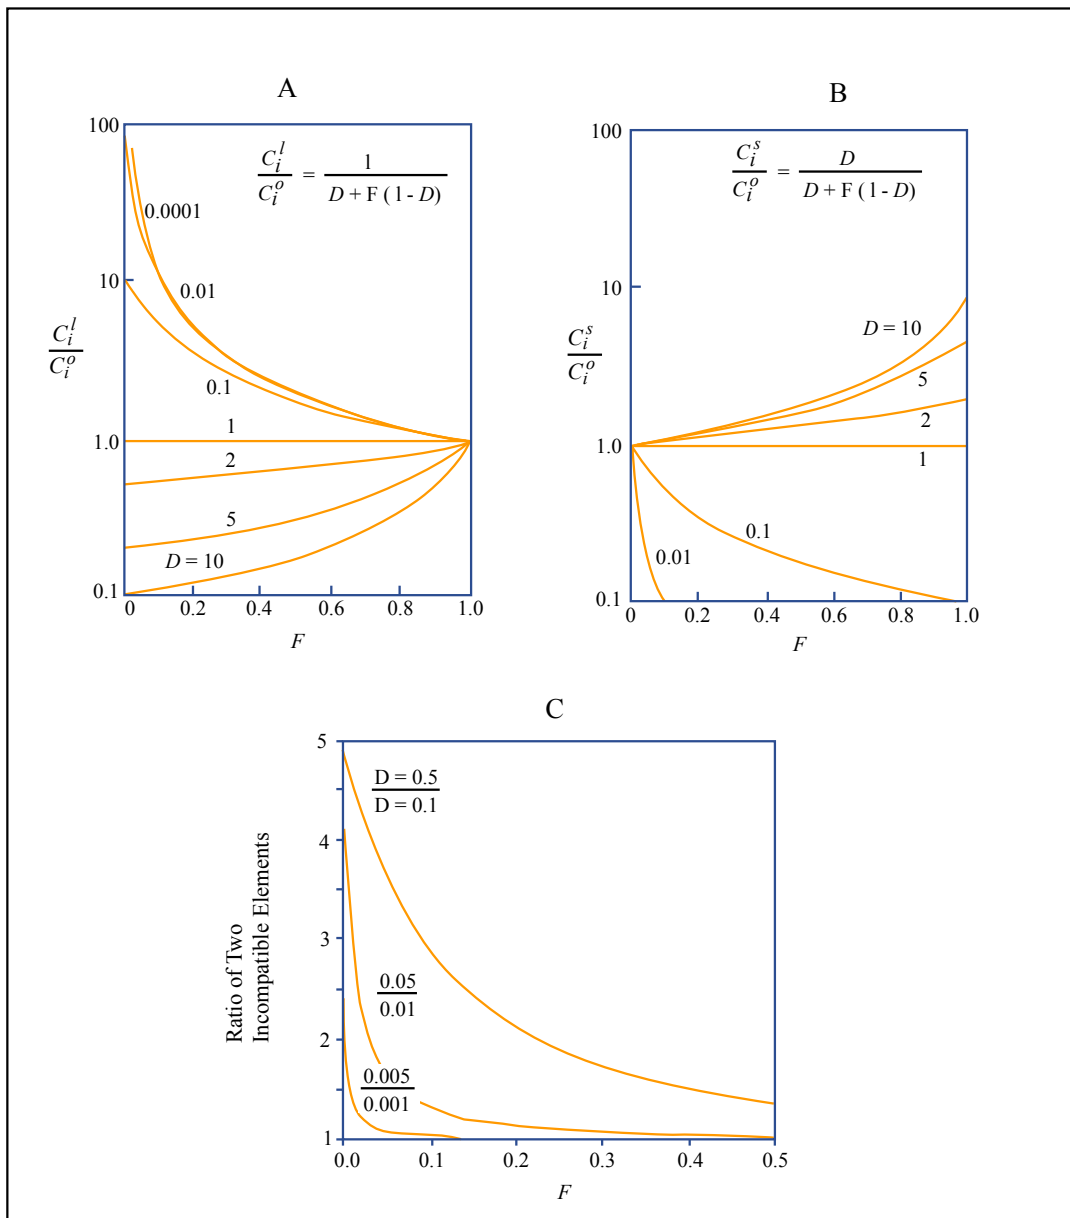 A
C_i^l / C_i^o = 1 / D + F ( 1 - D)
100
10
1.0
0.1
C_i^l / C_i^o
0.0001
0.01
0.1
1
2
5
D = 10
0 0.2 0.4 0.6 0.8 1.0
F
B
C_i^s / C_i^o = D / D + F ( 1 - D)
100
10
1.0
0.1
C_i^s / C_i^o
D = 10
5
2
1
0.1
0.01
0 0.2 0.4 0.6 0.8 1.0
F
C
5
4
3
2
1
Ratio of Two
Incompatible Elements
D = 0.5
D = 0.1
0.05
0.01
0.005
0.001
0.0 0.1 0.2 0.3 0.4 0.5
F